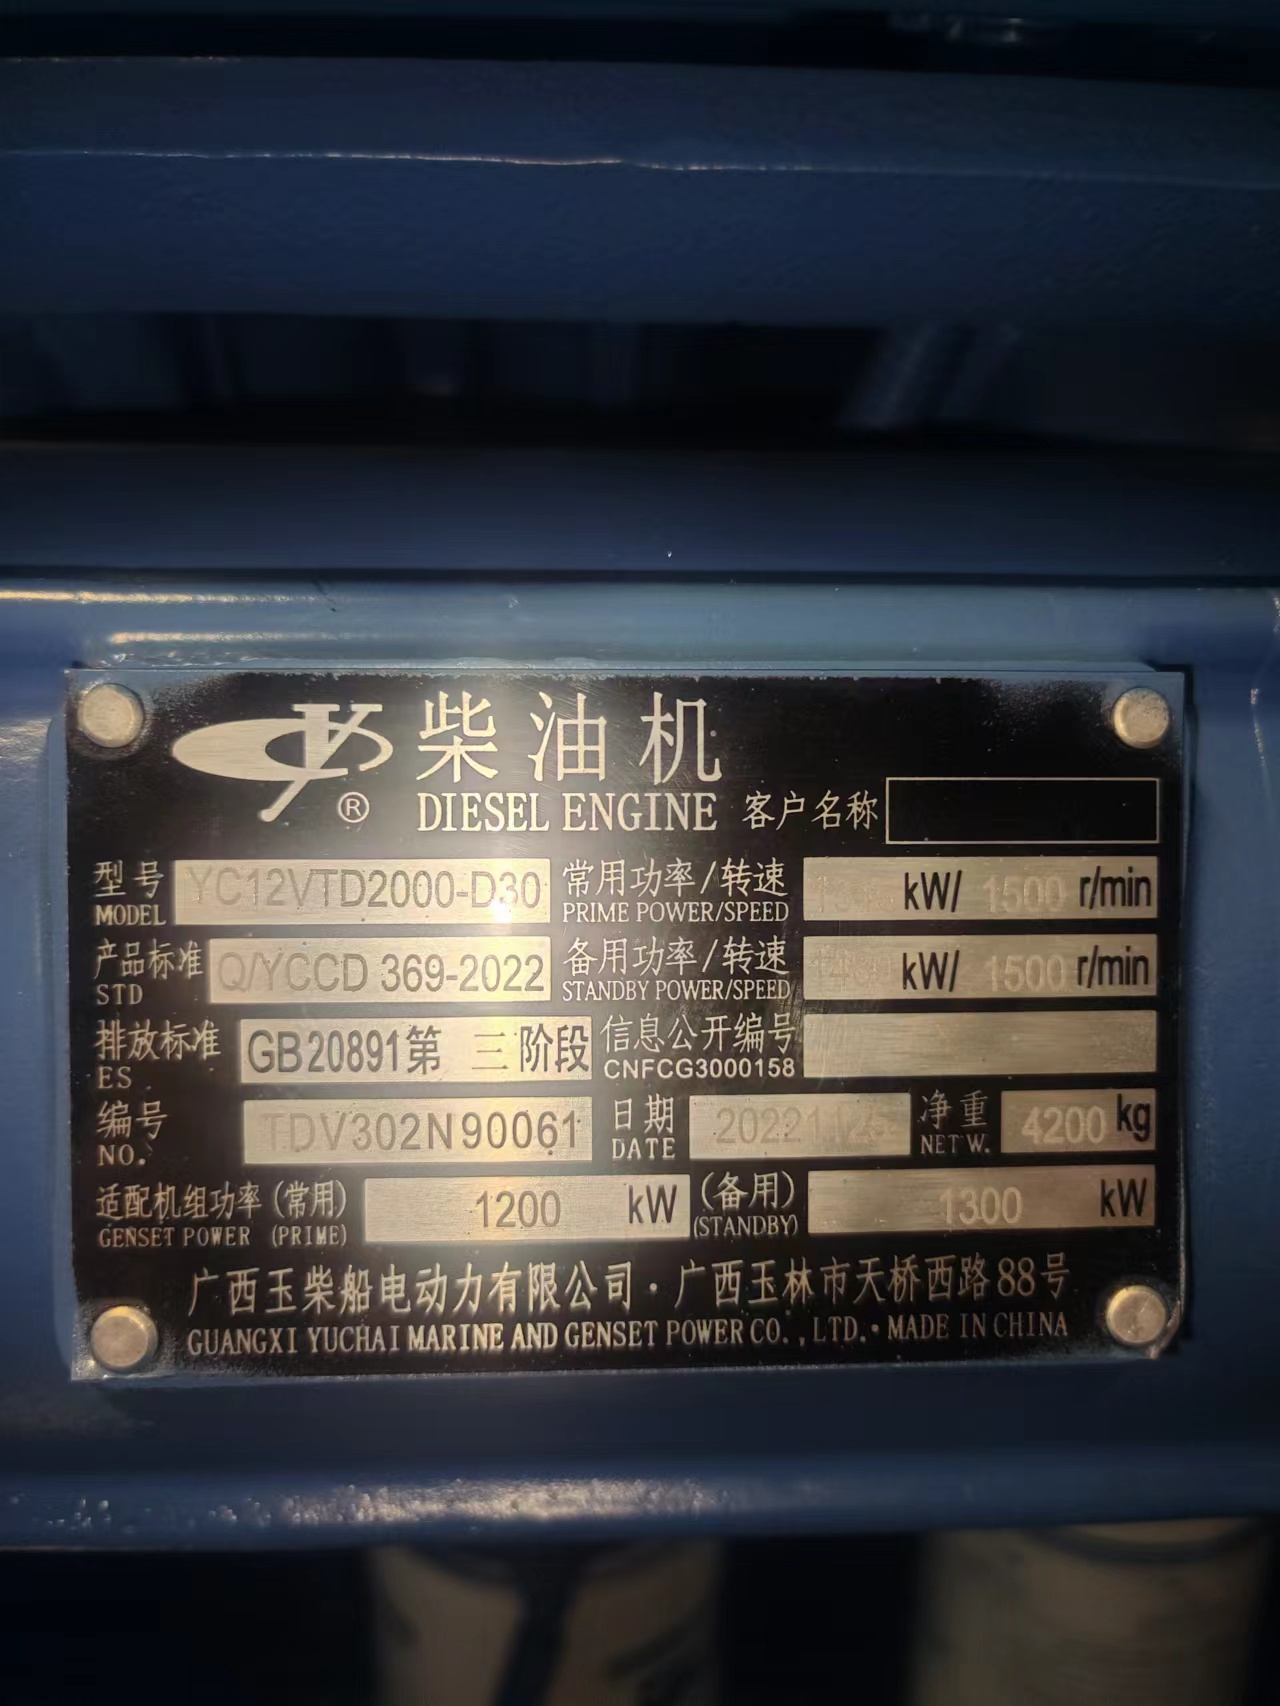 柴油机
DIESEL ENGINE 客户名称
型号 YC12VTD2000-D30 常用功率/转速 kW/ 1500 r/min
MODEL PRIME POWER/SPEED
产品标准 Q/YCCD 369-2022 备用功率/转速 kW/ 1500 r/min
STD STANDBY POWER/SPEED
排放标准 GB20891第 三 阶段 信息公开编号
ES CNFCG3000158
编号 TDV302N90061 日期 净重 4200 kg
NO. DATE NET W.
适配机组功率(常用) 1200 kW (备用) 1300 kW
GENSET POWER (PRIME) (STANDBY)
广西玉柴船电动力有限公司·广西玉林市天桥西路88号
GUANGXI YUCHAI MARINE AND GENSET POWER CO.,LTD.·MADE IN CHINA